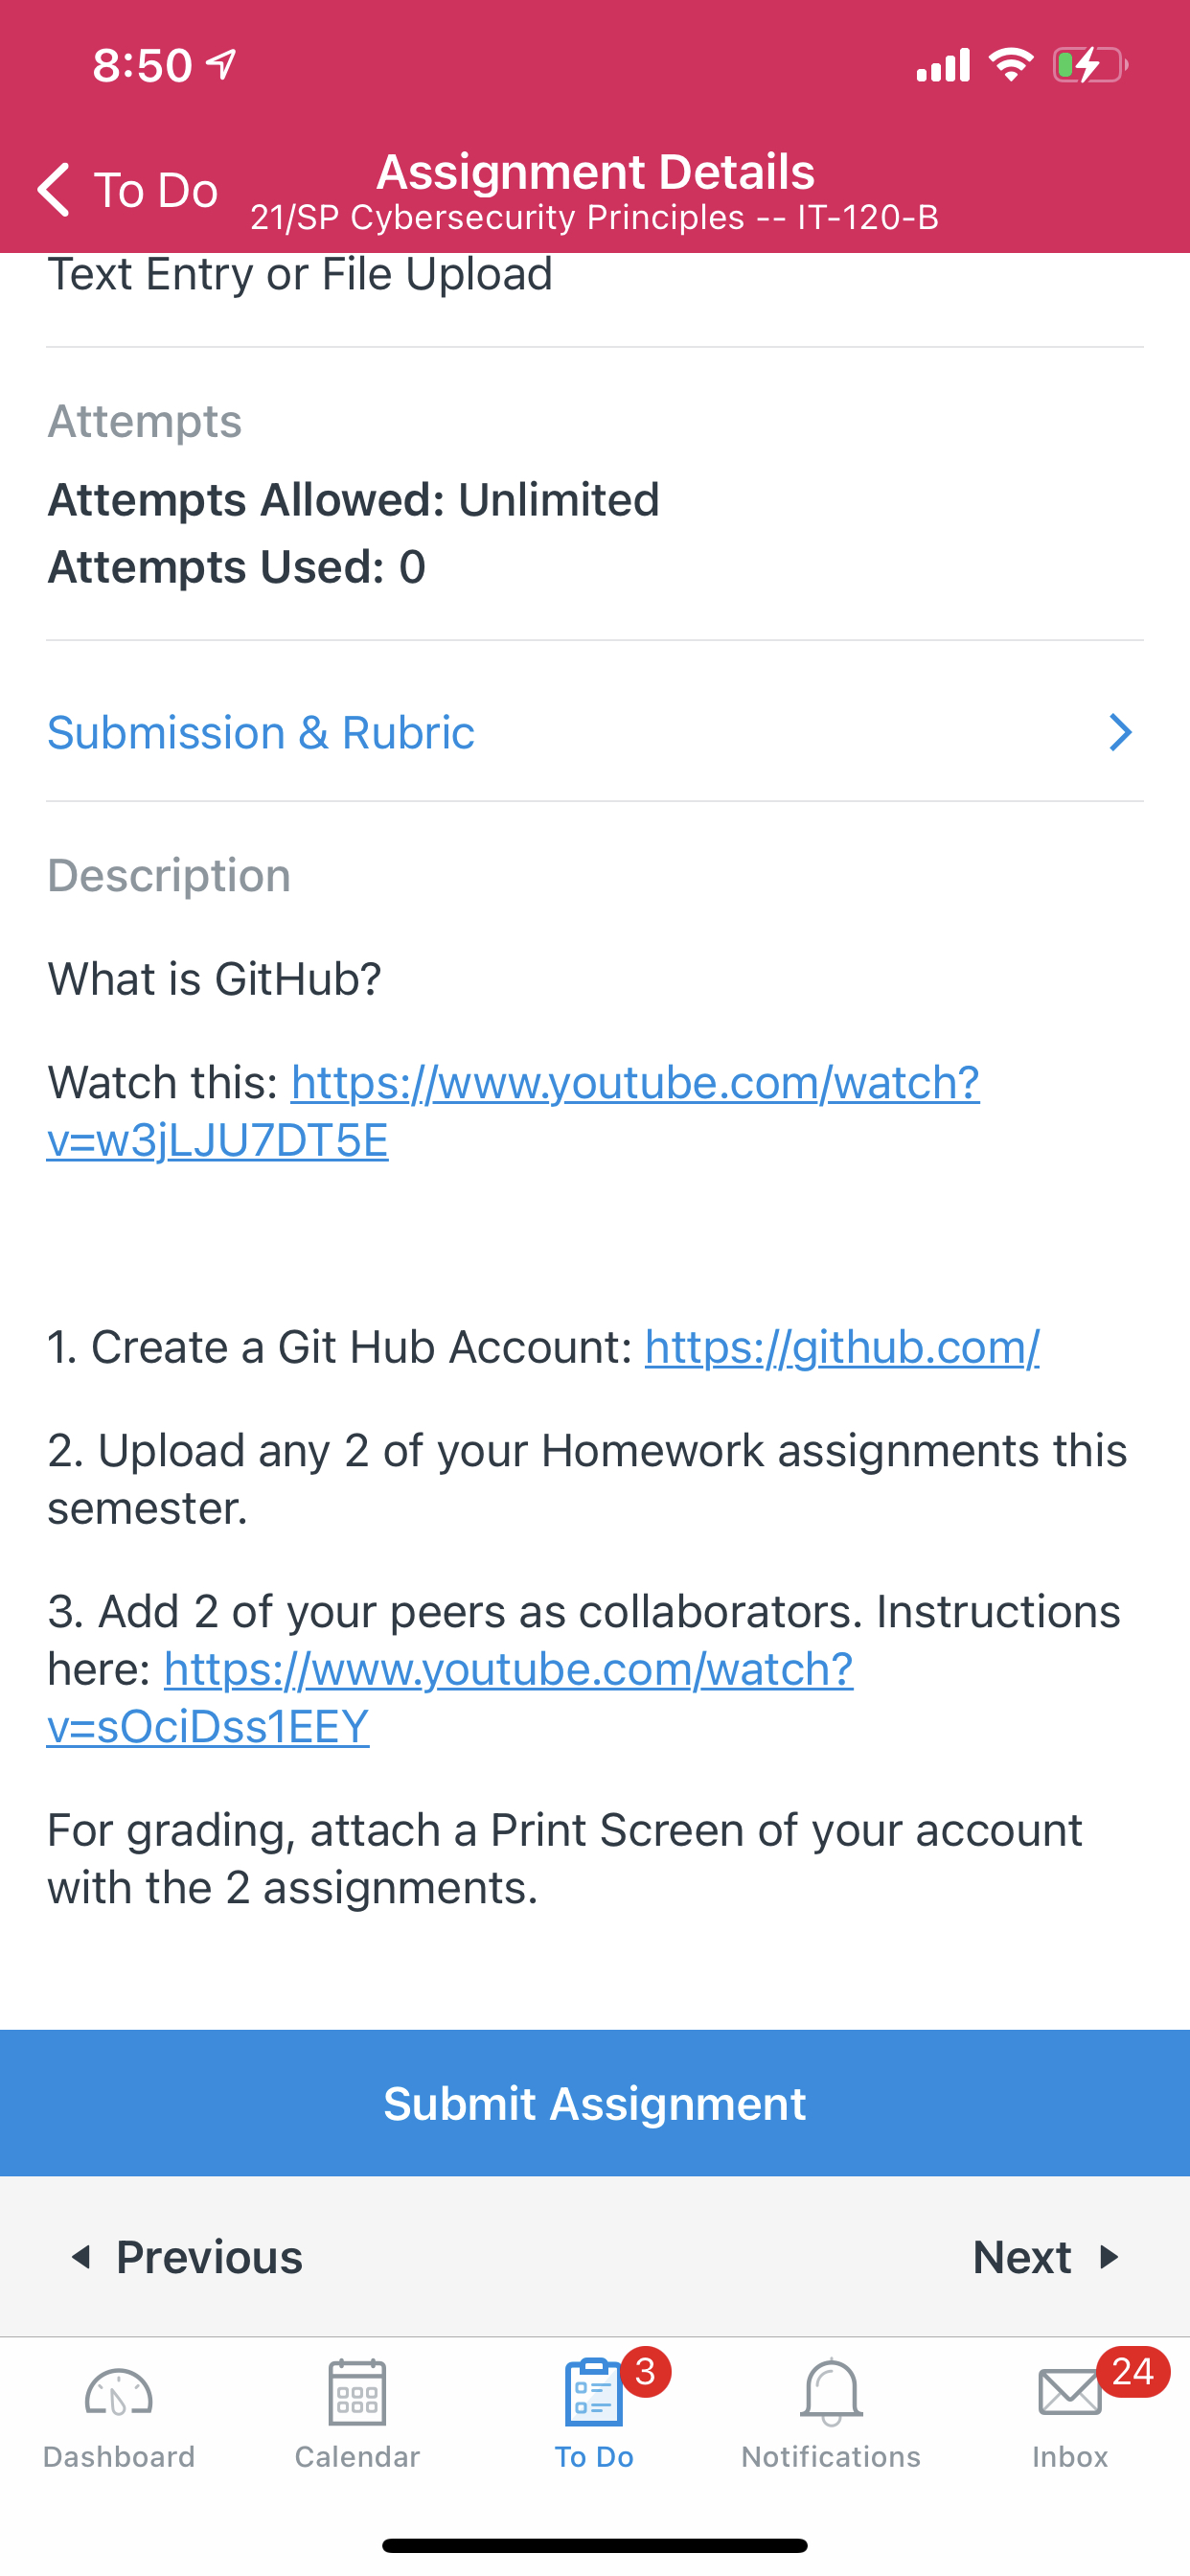 8:50
To Do
Assignment Details
21/SP Cybersecurity Principles -- IT-120-B
Text Entry or File Upload
Attempts
Attempts Allowed: Unlimited
Attempts Used: 0
Submission & Rubric
Description
What is GitHub?
Watch this: https://www.youtube.com/watch?
v=w3jLJU7DT5E
1. Create a Git Hub Account: https://github.com/
2. Upload any 2 of your Homework assignments this
semester.
3. Add 2 of your peers as collaborators. Instructions
here: https://www.youtube.com/watch?
v=sOciDss1EEY
For grading, attach a Print Screen of your account
with the 2 assignments.
Submit Assignment
Previous
Next
3
24
Dashboard
Calendar
To Do
Notifications
Inbox